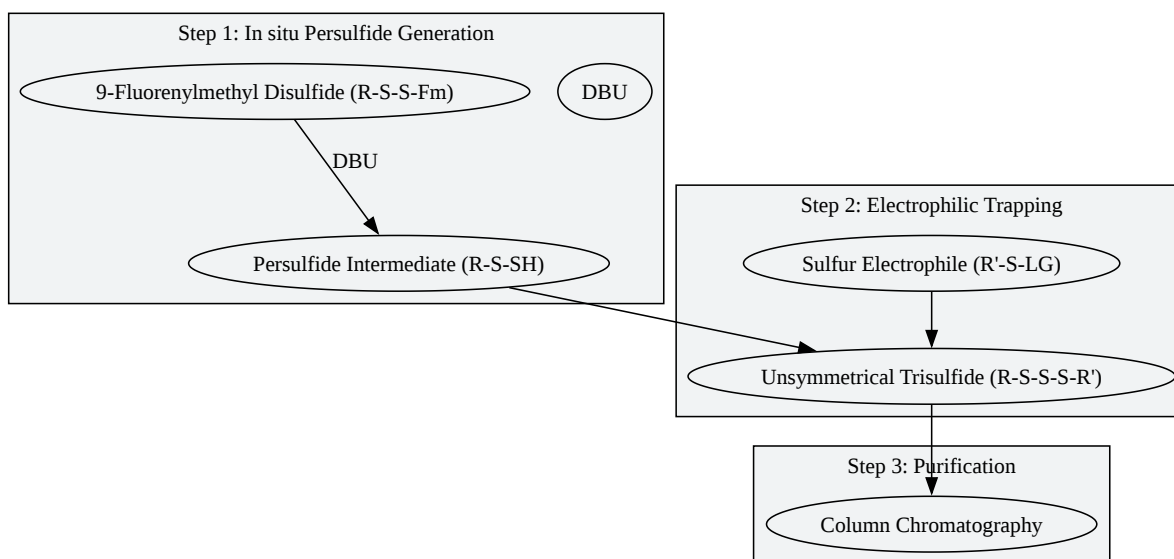 Step 1: In situ Persulfide Generation
9-Fluorenylmethyl Disulfide (R-S-S-Fm)
DBU
DBU
Persulfide Intermediate (R-S-SH)
Step 2: Electrophilic Trapping
Sulfur Electrophile (R'-S-LG)
Unsymmetrical Trisulfide (R-S-S-S-R')
Step 3: Purification
Column Chromatography